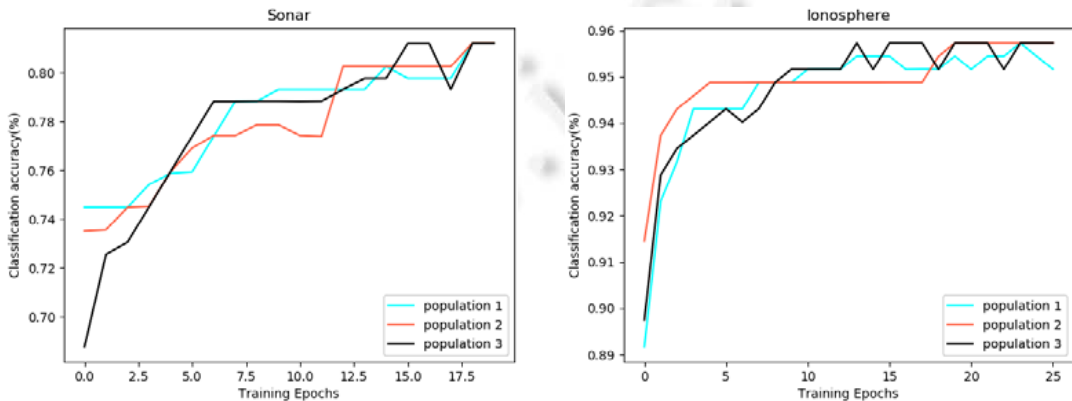 Sonar
Classification accuracy(%)
0.80
0.78
0.76
0.74
0.72
0.70
population 1
population 2
population 3
0.0 2.5 5.0 7.5 10.0 12.5 15.0 17.5
Training Epochs
Ionosphere
Classification accuracy(%)
0.96
0.95
0.94
0.93
0.92
0.91
0.90
0.89
population 1
population 2
population 3
0 5 10 15 20 25
Training Epochs